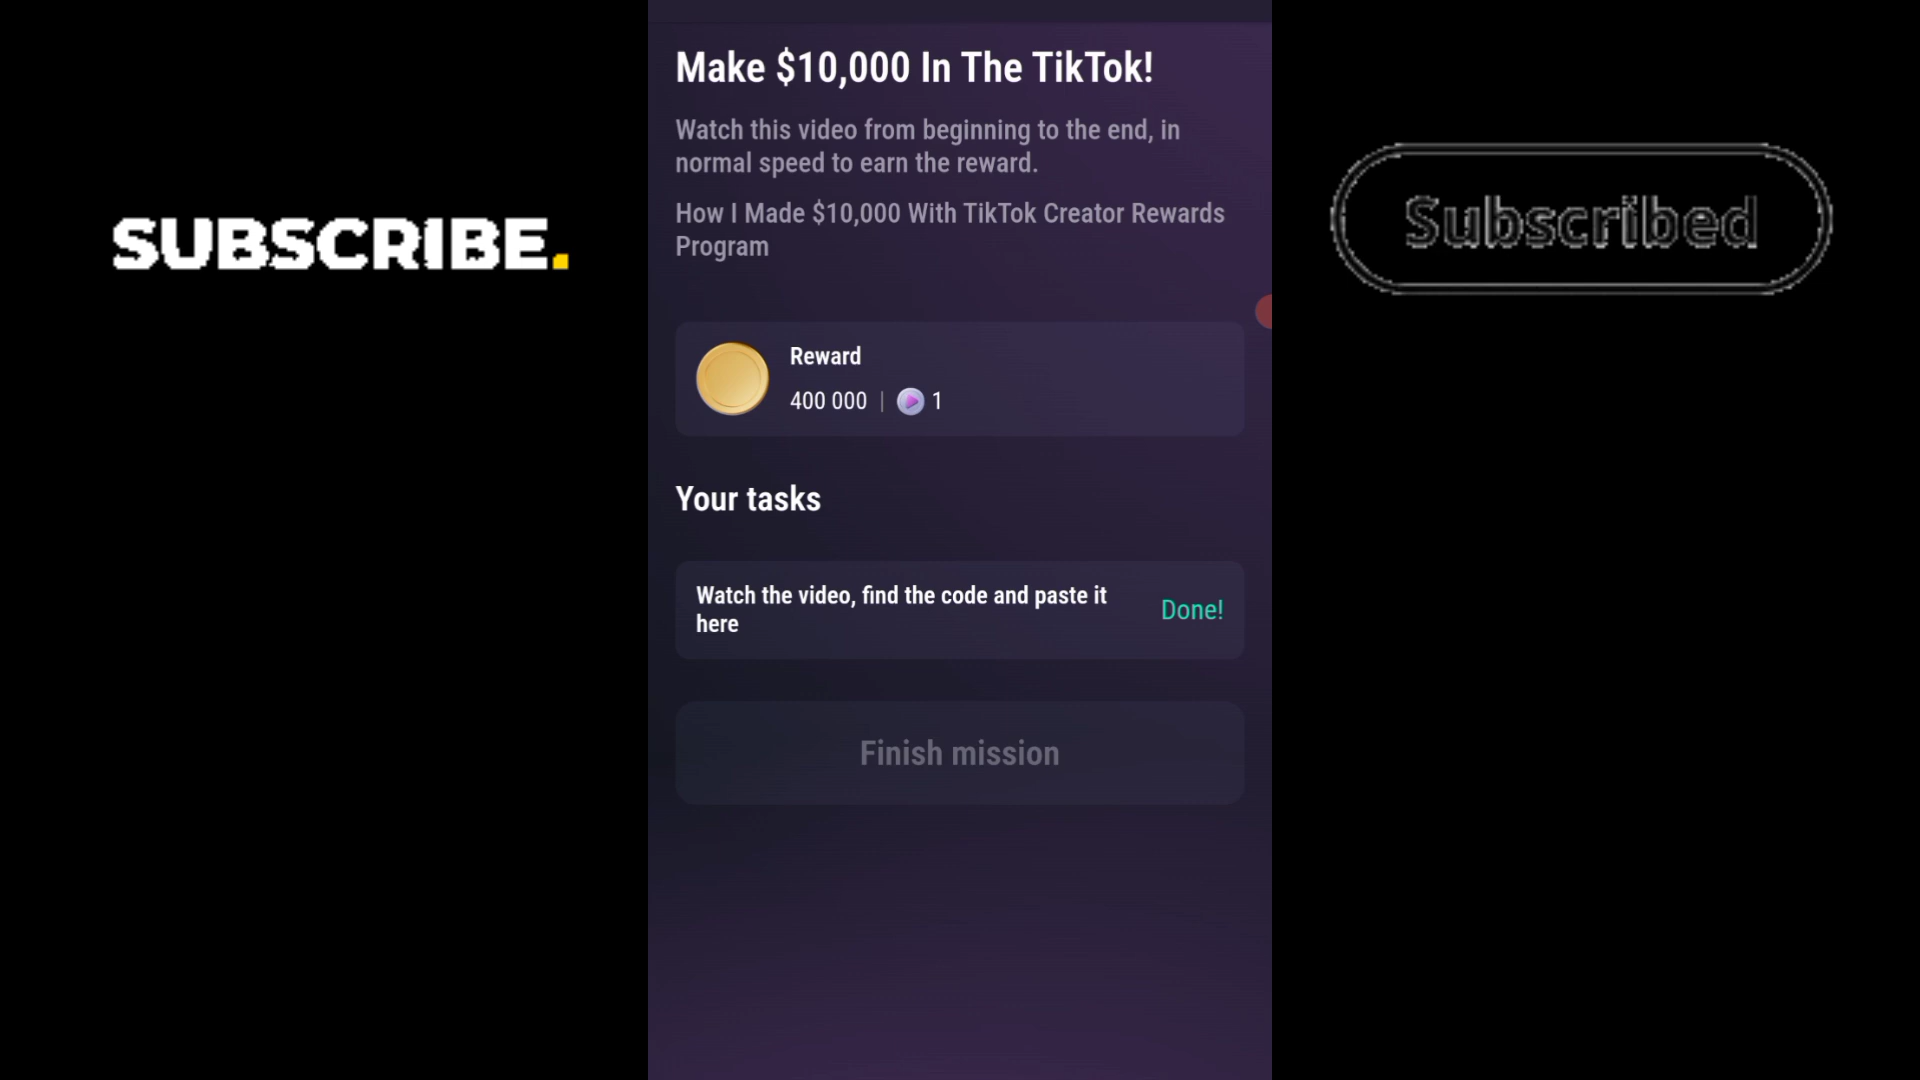 Make $10,000 In The TikTok!
Watch this video from beginning to the end, in
normal speed to earn the reward.
How I Made $10,000 With TikTok Creator Rewards
Program
SUBSCRIBE.
Subscribed
Reward
400 000 | 1
Your tasks
Watch the video, find the code and paste it
here
Done!
Finish mission